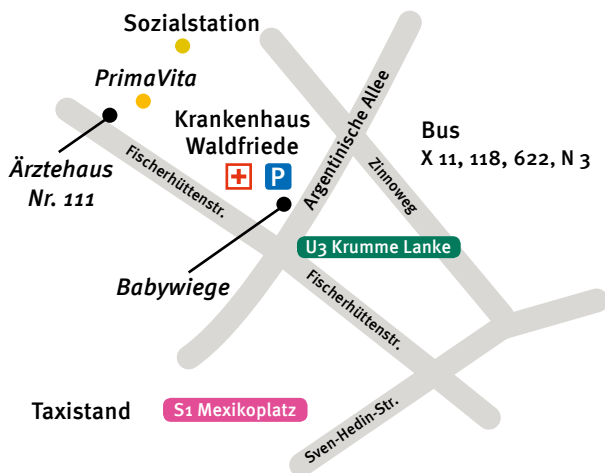 Sozialstation
PrimaVita
Krankenhaus
Waldfriede
Ärztehaus
Nr. 111
Fischerhüttenstr.
P
Argentinische Allee
Zinnoweg
Bus
X 11, 118, 622, N 3
U3 Krumme Lanke
Babywiege
Fischerhüttenstr.
Taxistand
S1 Mexikoplatz
Sven-Hedin-Str.